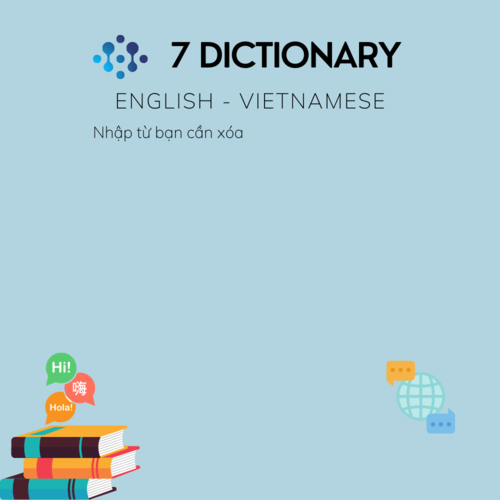 7 DICTIONARY
ENGLISH - VIETNAMESE
Nhập từ bạn cần xóa
Hi!
嗨
Hola!